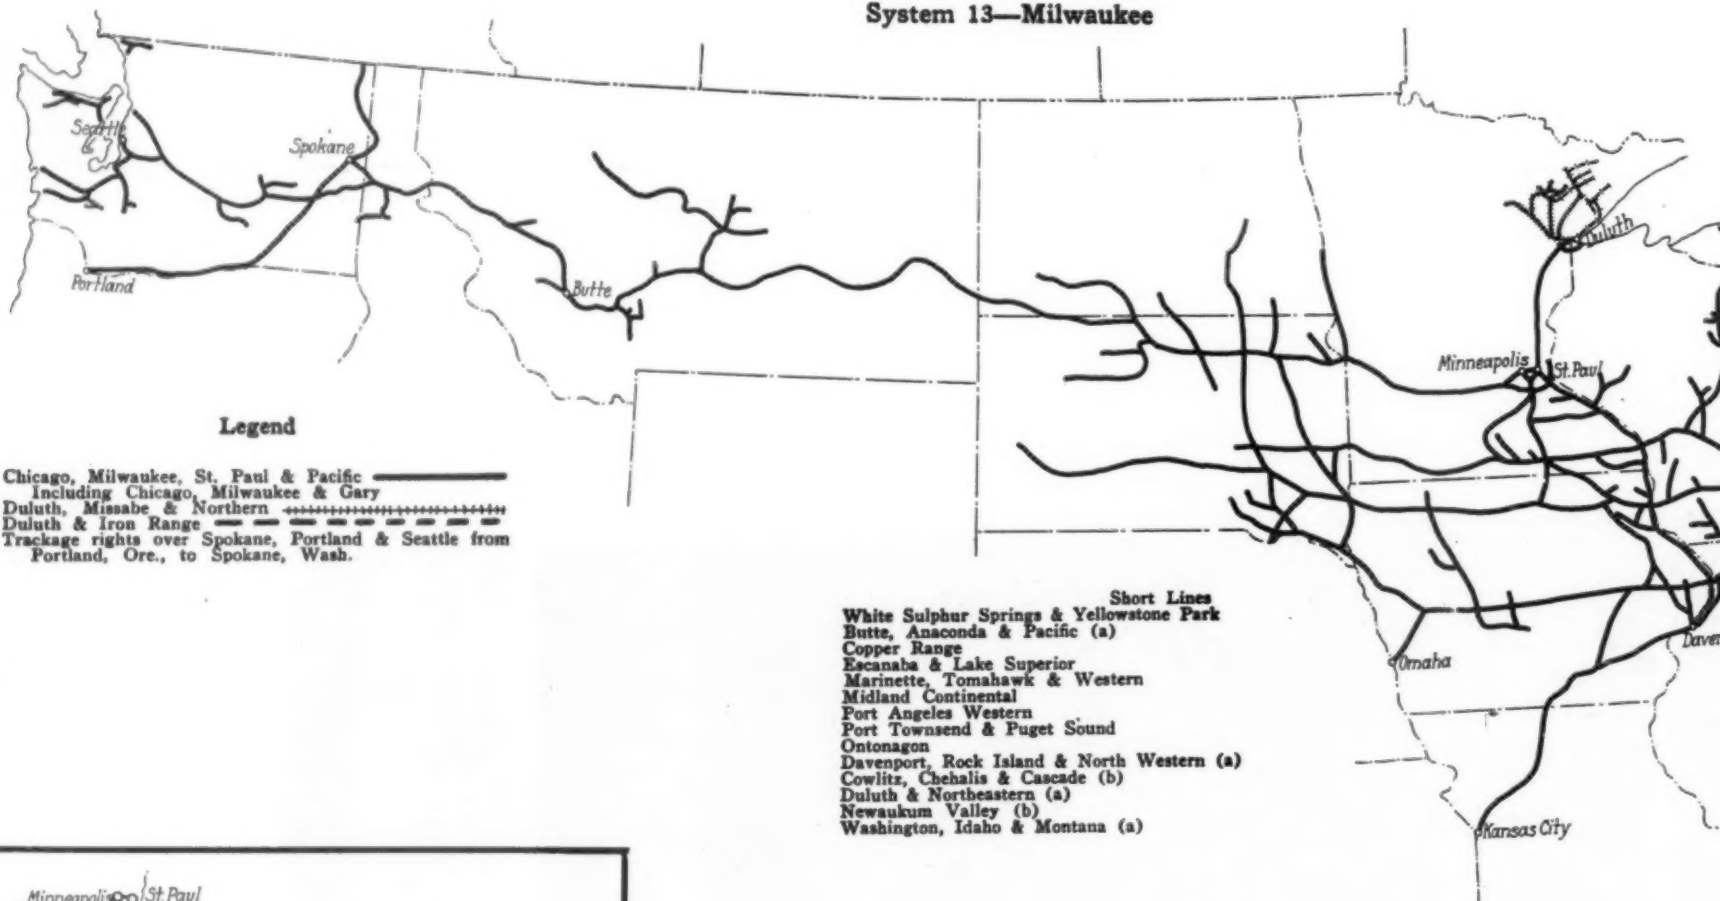 System 13—Milwaukee
Seattle
Spokane
Portland
Butte
Duluth
Minneapolis
St. Paul
Omaha
Kansas City
Legend
Chicago, Milwaukee, St. Paul & Pacific
Including Chicago, Milwaukee & Gary
Duluth, Missabe & Northern
Duluth & Iron Range
Trackage rights over Spokane, Portland & Seattle from
Portland, Ore., to Spokane, Wash.
Short Lines
White Sulphur Springs & Yellowstone Park
Butte, Anaconda & Pacific (a)
Copper Range
Escanaba & Lake Superior
Marinette, Tomahawk & Western
Midland Continental
Port Angeles Western
Port Townsend & Puget Sound
Ontonagon
Davenport, Rock Island & North Western (a)
Cowlitz, Chehalis & Cascade (b)
Duluth & Northeastern (a)
Newaukum Valley (b)
Washington, Idaho & Montana (a)
Daven
Minneapolis
St. Paul